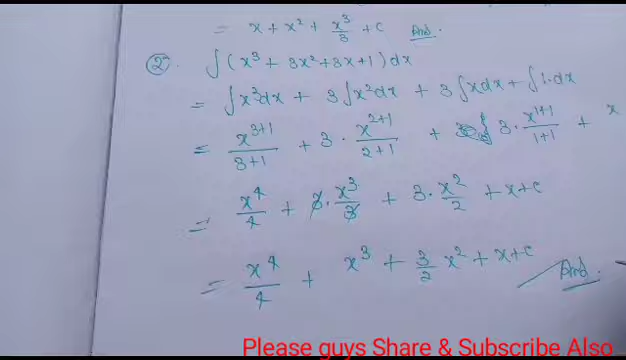 = x + x² + x³/3 + c Ans.
② ∫(x³ + 3x² + 3x + 1) dx
= ∫x³dx + 3∫x²dx + 3∫xdx + ∫1.dx
= x³⁺¹/3+1 + 3 · x²⁺¹/2+1 + 3 · x¹⁺¹/1+1 + x
= x⁴/4 + 3 · x³/3 + 3 · x²/2 + x + c
= x⁴/4 + x³ + 3/2 x² + x + c Ans.
Please guys Share & Subscribe Also